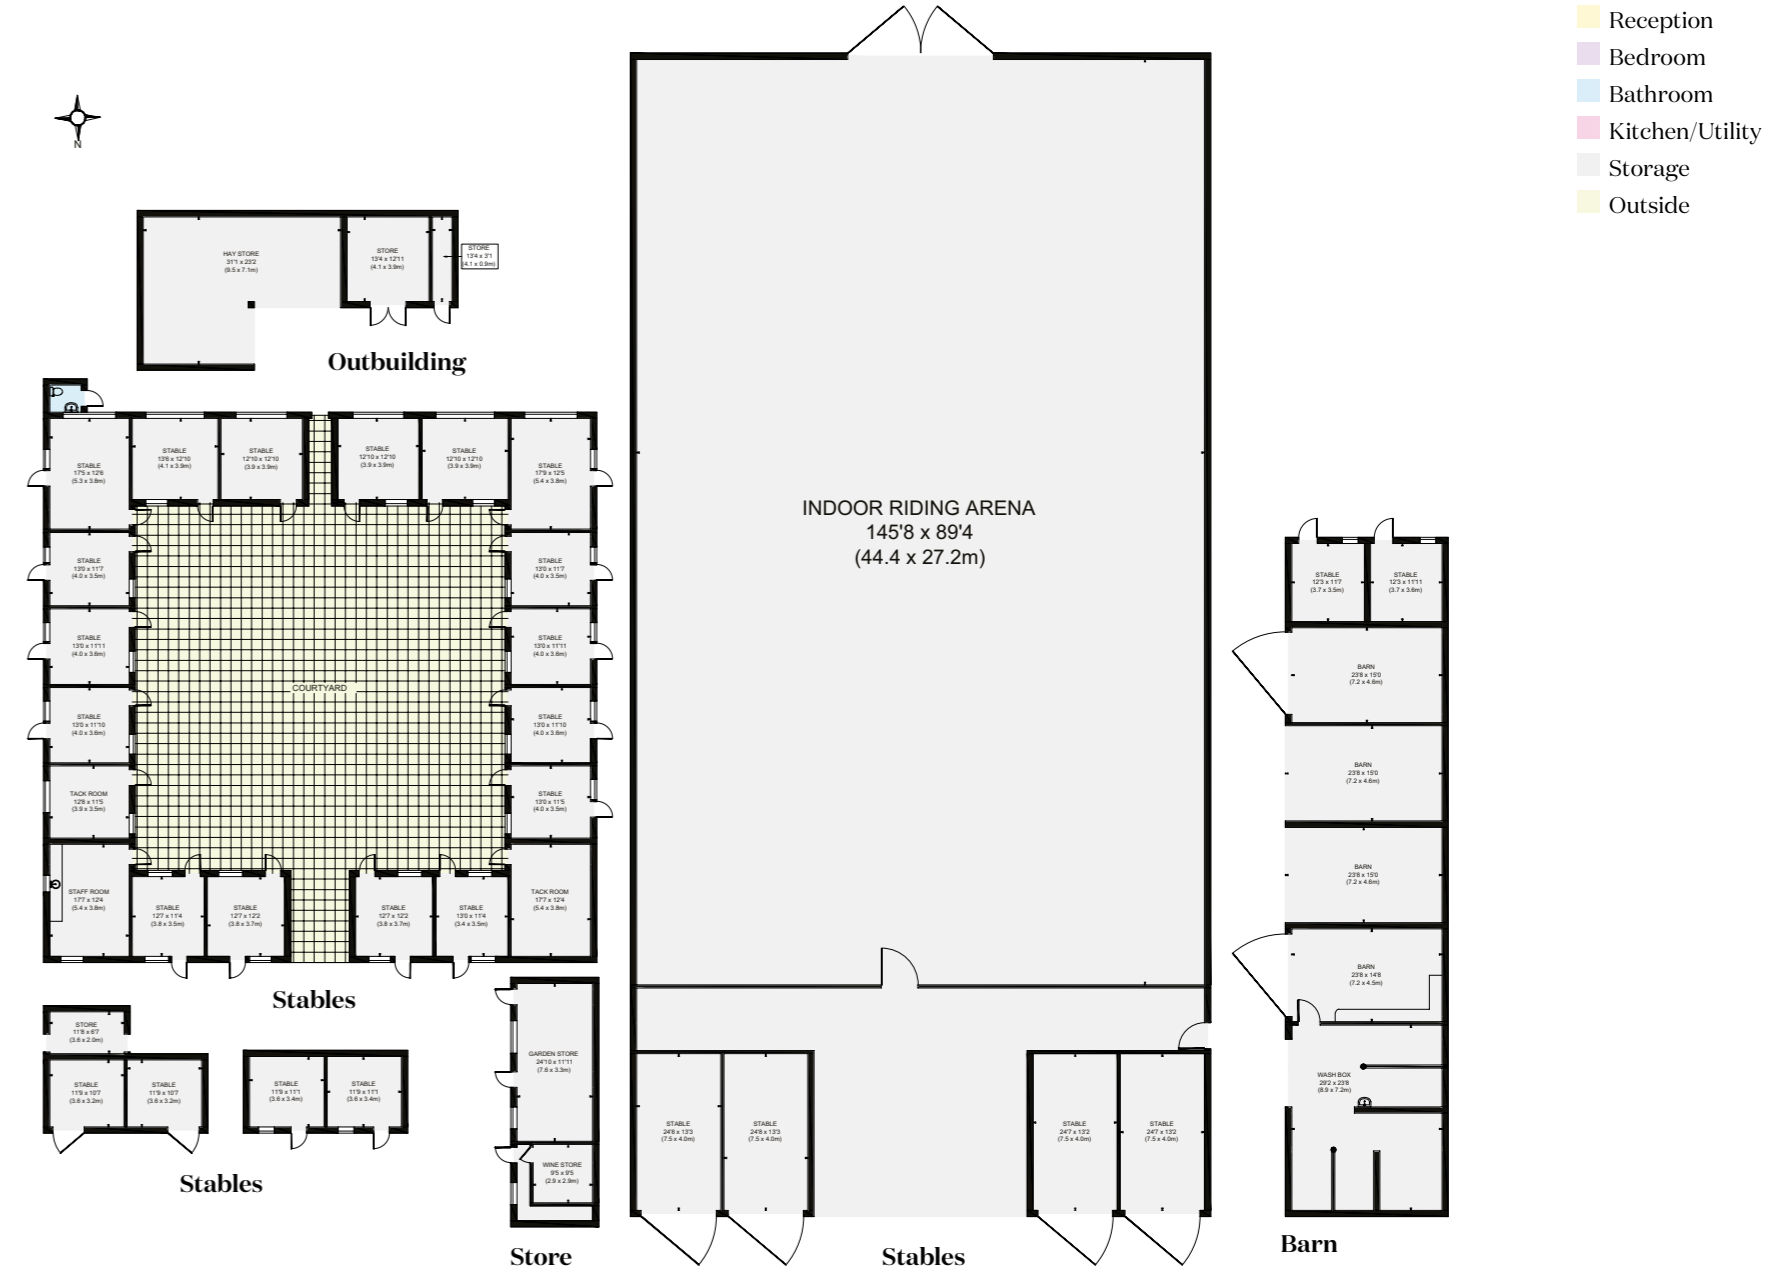 Reception
Bedroom
Bathroom
Kitchen/Utility
Storage
Outside
N
HAY STORE
31'1 x 23'2
(9.5 x 7.1m)
STORE
13'4 x 12'11
(4.1 x 3.9m)
STORE
13'4 x 3'1
(4.1 x 0.9m)
Outbuilding
STABLE
17'5 x 12'6
(5.3 x 3.8m)
STABLE
13'6 x 12'10
(4.1 x 3.9m)
STABLE
12'10 x 12'10
(3.9 x 3.9m)
STABLE
12'10 x 12'10
(3.9 x 3.9m)
STABLE
12'10 x 12'10
(3.9 x 3.9m)
STABLE
17'9 x 12'5
(5.4 x 3.8m)
STABLE
13'0 x 11'7
(4.0 x 3.5m)
STABLE
13'0 x 11'7
(4.0 x 3.5m)
STABLE
13'0 x 11'11
(4.0 x 3.6m)
STABLE
13'0 x 11'11
(4.0 x 3.6m)
COURTYARD
STABLE
13'0 x 11'10
(4.0 x 3.6m)
STABLE
13'0 x 11'10
(4.0 x 3.6m)
TACK ROOM
12'8 x 11'5
(3.9 x 3.5m)
STABLE
13'0 x 11'5
(4.0 x 3.5m)
STAFF ROOM
17'7 x 12'4
(5.4 x 3.8m)
STABLE
12'7 x 11'4
(3.8 x 3.5m)
STABLE
12'7 x 12'2
(3.8 x 3.7m)
STABLE
12'7 x 12'2
(3.8 x 3.7m)
STABLE
13'0 x 11'4
(3.4 x 3.5m)
TACK ROOM
17'7 x 12'4
(5.4 x 3.8m)
Stables
STORE
11'8 x 6'7
(3.6 x 2.0m)
STABLE
11'9 x 10'7
(3.6 x 3.2m)
STABLE
11'9 x 10'7
(3.6 x 3.2m)
STABLE
11'9 x 11'1
(3.6 x 3.4m)
STABLE
11'9 x 11'1
(3.6 x 3.4m)
Stables
GARDEN STORE
24'10 x 11'11
(7.6 x 3.3m)
WINE STORE
9'5 x 9'5
(2.9 x 2.9m)
Store
INDOOR RIDING ARENA
145'8 x 89'4
(44.4 x 27.2m)
STABLE
24'8 x 13'3
(7.5 x 4.0m)
STABLE
24'8 x 13'3
(7.5 x 4.0m)
STABLE
24'7 x 13'2
(7.5 x 4.0m)
STABLE
24'7 x 13'2
(7.5 x 4.0m)
Stables
STABLE
12'3 x 11'7
(3.7 x 3.5m)
STABLE
12'3 x 11'11
(3.7 x 3.6m)
BARN
23'8 x 15'0
(7.2 x 4.6m)
BARN
23'8 x 15'0
(7.2 x 4.6m)
BARN
23'8 x 15'0
(7.2 x 4.6m)
BARN
23'8 x 14'8
(7.2 x 4.5m)
WASH BOX
29'2 x 23'8
(8.9 x 7.2m)
Barn